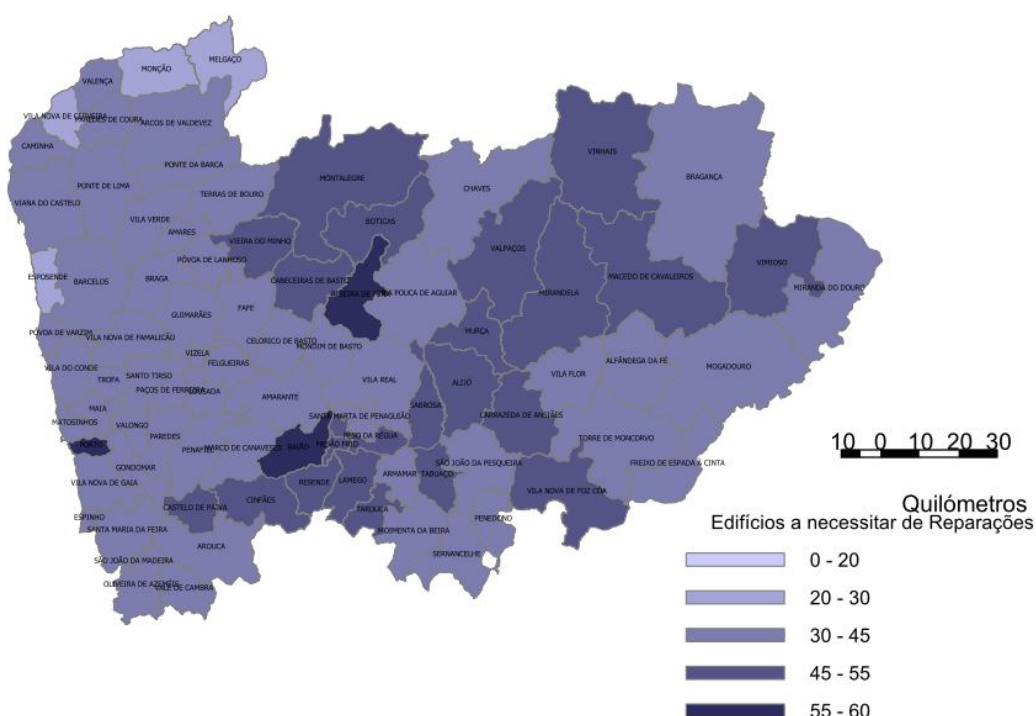 MELGAÇO
MONÇÃO
VALENÇA
VILA NOVA DE CERVEIRA
PAREDES DE COURA
ARCOS DE VALDEVEZ
CAMINHA
PONTE DA BARCA
PONTE DE LIMA
TERRAS DE BOURO
VIANA DO CASTELO
VILA VERDE
AMARES
MONTALEGRE
CHAVES
VINHAIS
BRAGANÇA
BOTICAS
VIEIRA DO MINHO
VALPAÇOS
PÓVOA DE LANHOSO
VIMIOSO
ESPOSENDE
BARCELOS
BRAGA
CABECEIRAS DE BASTO
MACEDO DE CAVALEIROS
MIRANDA DO DOURO
RIBEIRA DE PENA
POUCA DE AGUIAR
MIRANDELA
GUIMARÃES
FAFE
PÓVOA DE VARZIM
VILA NOVA DE FAMALICÃO
CELORICO DE BASTO
MONDIM DE BASTO
MURÇA
VIZELA
FELGUEIRAS
ALFÂNDEGA DA FÉ
MOGADOURO
VILA DO CONDE
TROFA
SANTO TIRSO
PAÇOS DE FERREIRA
LOUSADA
VILA REAL
ALIJÓ
VILA FLOR
AMARANTE
SABROSA
MAIA
MATOSINHOS
VALONGO
SANTA MARTA DE PENAGUIÃO
CARRAZEDA DE ANSIÃES
PORTO
PAREDES
PENAFIEL
MARCO DE CANAVESES
BAIÃO
MESÃO FRIO
PESO DA RÉGUA
TORRE DE MONCORVO
GONDOMAR
SÃO JOÃO DA PESQUEIRA
FREIXO DE ESPADA À CINTA
VILA NOVA DE GAIA
RESENDE
LAMEGO
ARMAMAR
TABUAÇO
CINFÃES
CASTELO DE PAIVA
TAROUCA
VILA NOVA DE FOZ CÔA
ESPINHO
SANTA MARIA DA FEIRA
MOIMENTA DA BEIRA
PENEDONO
AROUCA
SERNANCELHE
SÃO JOÃO DA MADEIRA
OLIVEIRA DE AZEMÉIS
VALE DE CAMBRA
10 0 10 20 30
Quilómetros
Edifícios a necessitar de Reparações
0 - 20
20 - 30
30 - 45
45 - 55
55 - 60